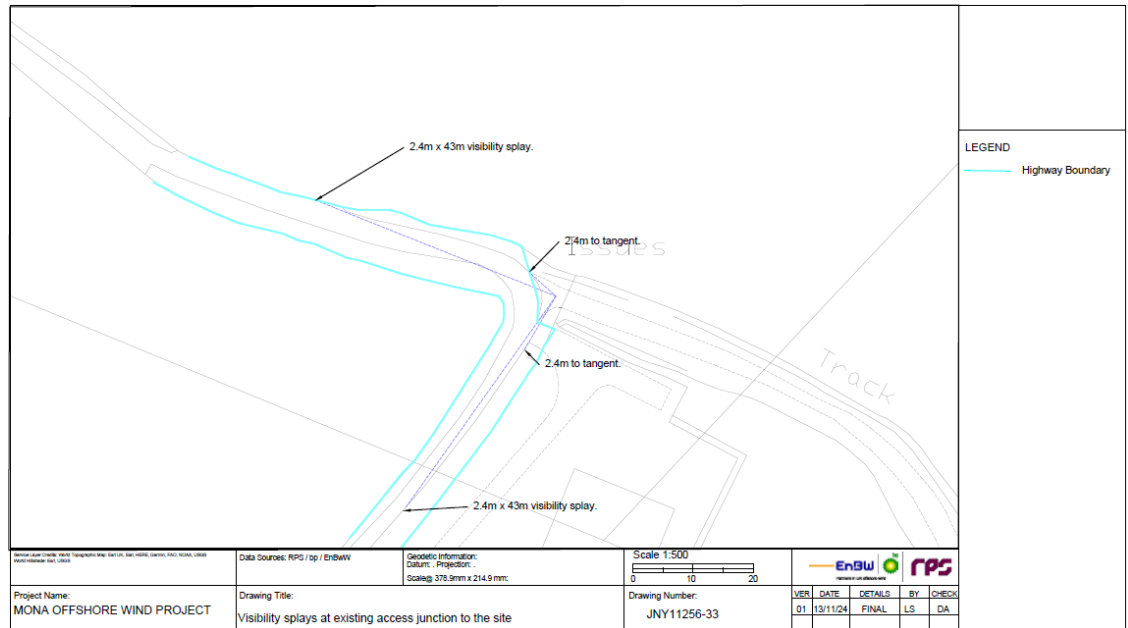 2.4m x 43m visibility splay.
LEGEND
Highway Boundary
2.4m to tangent.
Issues
2.4m to tangent.
Track
2.4m x 43m visibility splay.
Data Sources: RPS / bp / EnBwW
Geodetic Information:
Datum: . Projection: .
Scale@ 378.9mm x 214.9 mm:
Scale 1:500
0 10 20
EnBW bp
RPS
Project Name:
MONA OFFSHORE WIND PROJECT
Drawing Title:
Visibility splays at existing access junction to the site
Drawing Number:
JNY11256-33
VER DATE DETAILS BY CHECK
01 13/11/24 FINAL LS DA